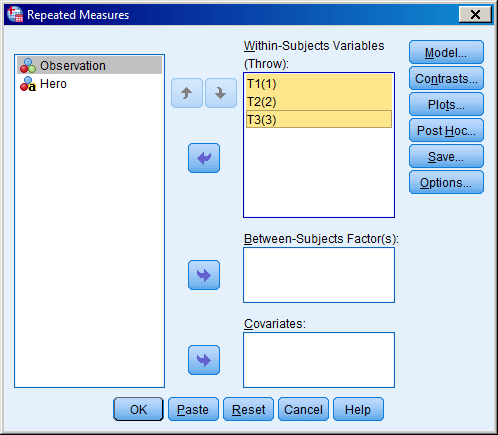 Repeated Measures
Observation
Hero
Within-Subjects Variables
(Throw):
T1(1)
T2(2)
T3(3)
Between-Subjects Factor(s):
Covariates:
Model...
Contrasts...
Plots...
Post Hoc...
Save...
Options...
OK
Paste
Reset
Cancel
Help